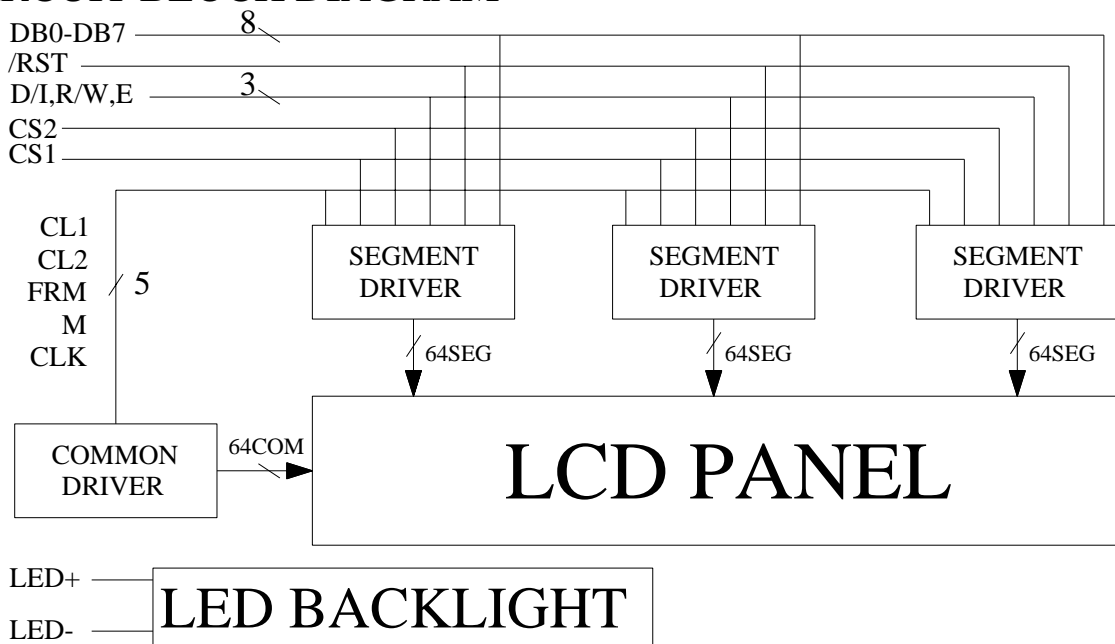 DB0-DB7
8
/RST
D/I,R/W,E
3
CS2
CS1
CL1
CL2
FRM
M
CLK
5
SEGMENT
DRIVER
SEGMENT
DRIVER
SEGMENT
DRIVER
64SEG
64SEG
64SEG
COMMON
DRIVER
64COM
LCD PANEL
LED+
LED-
LED BACKLIGHT